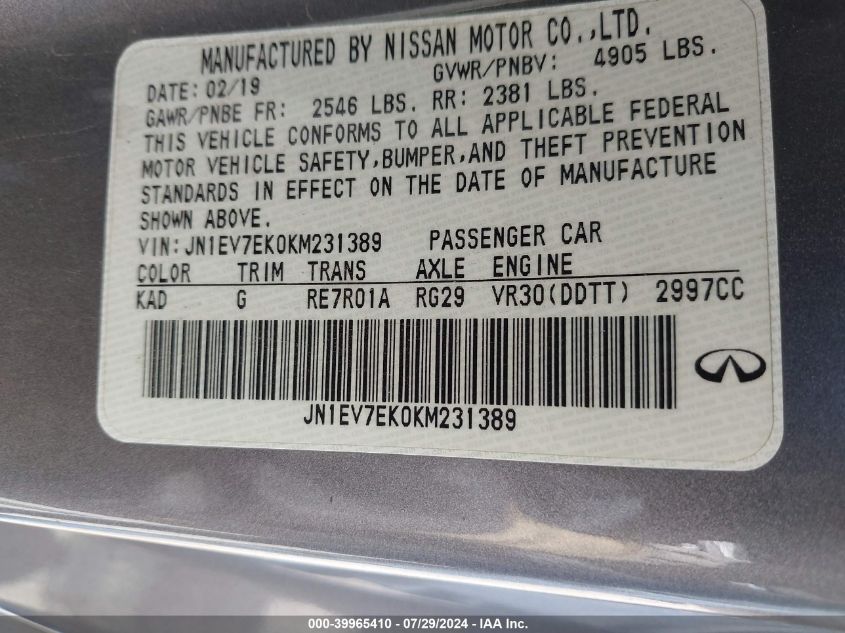 MANUFACTURED BY NISSAN MOTOR CO.,LTD.
DATE: 02/19 GVWR/PNBV: 4905 LBS.
GAWR/PNBE FR: 2546 LBS. RR: 2381 LBS.
THIS VEHICLE CONFORMS TO ALL APPLICABLE FEDERAL
MOTOR VEHICLE SAFETY,BUMPER,AND THEFT PREVENTION
STANDARDS IN EFFECT ON THE DATE OF MANUFACTURE
SHOWN ABOVE.
VIN:JN1EV7EK0KM231389 PASSENGER CAR
COLOR TRIM TRANS AXLE ENGINE
KAD G RE7R01A RG29 VR30(DDTT) 2997CC
JN1EV7EK0KM231389
000-39965410 / 07/29/2024 - IAA Inc.